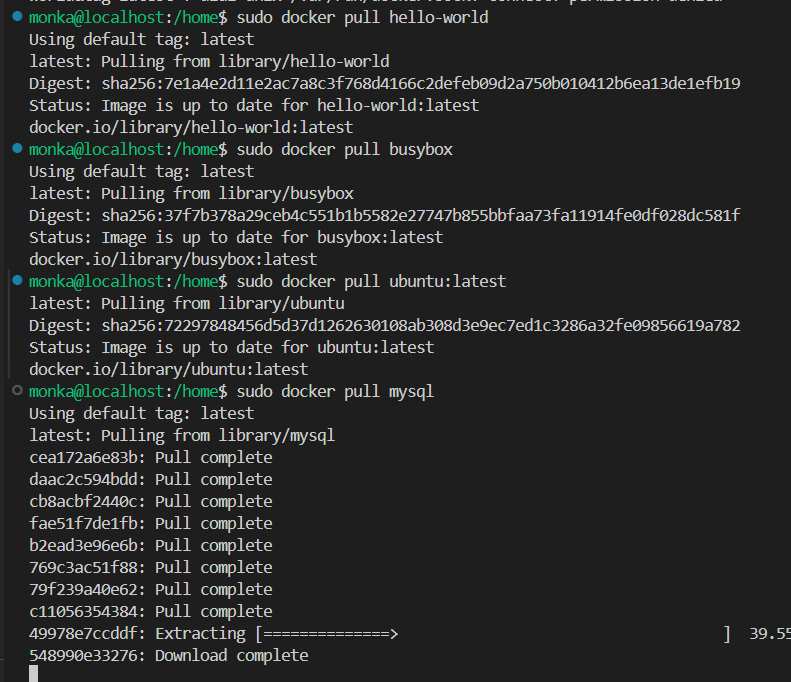 monka@localhost:/home$ sudo docker pull hello-world
Using default tag: latest
latest: Pulling from library/hello-world
Digest: sha256:7e1a4e2d11e2ac7a8c3f768d4166c2defeb09d2a750b010412b6ea13de1efb19
Status: Image is up to date for hello-world:latest
docker.io/library/hello-world:latest
monka@localhost:/home$ sudo docker pull busybox
Using default tag: latest
latest: Pulling from library/busybox
Digest: sha256:37f7b378a29ceb4c551b1b5582e27747b855bbfaa73fa11914fe0df028dc581f
Status: Image is up to date for busybox:latest
docker.io/library/busybox:latest
monka@localhost:/home$ sudo docker pull ubuntu:latest
latest: Pulling from library/ubuntu
Digest: sha256:72297848456d5d37d1262630108ab308d3e9ec7ed1c3286a32fe09856619a782
Status: Image is up to date for ubuntu:latest
docker.io/library/ubuntu:latest
monka@localhost:/home$ sudo docker pull mysql
Using default tag: latest
latest: Pulling from library/mysql
cea172a6e83b: Pull complete
daac2c594bdd: Pull complete
cb8acbf2440c: Pull complete
fae51f7de1fb: Pull complete
b2ead3e96e6b: Pull complete
769c3ac51f88: Pull complete
79f239a40e62: Pull complete
c11056354384: Pull complete
49978e7ccddf: Extracting [==============>                                    ]  39.55
548990e33276: Download complete